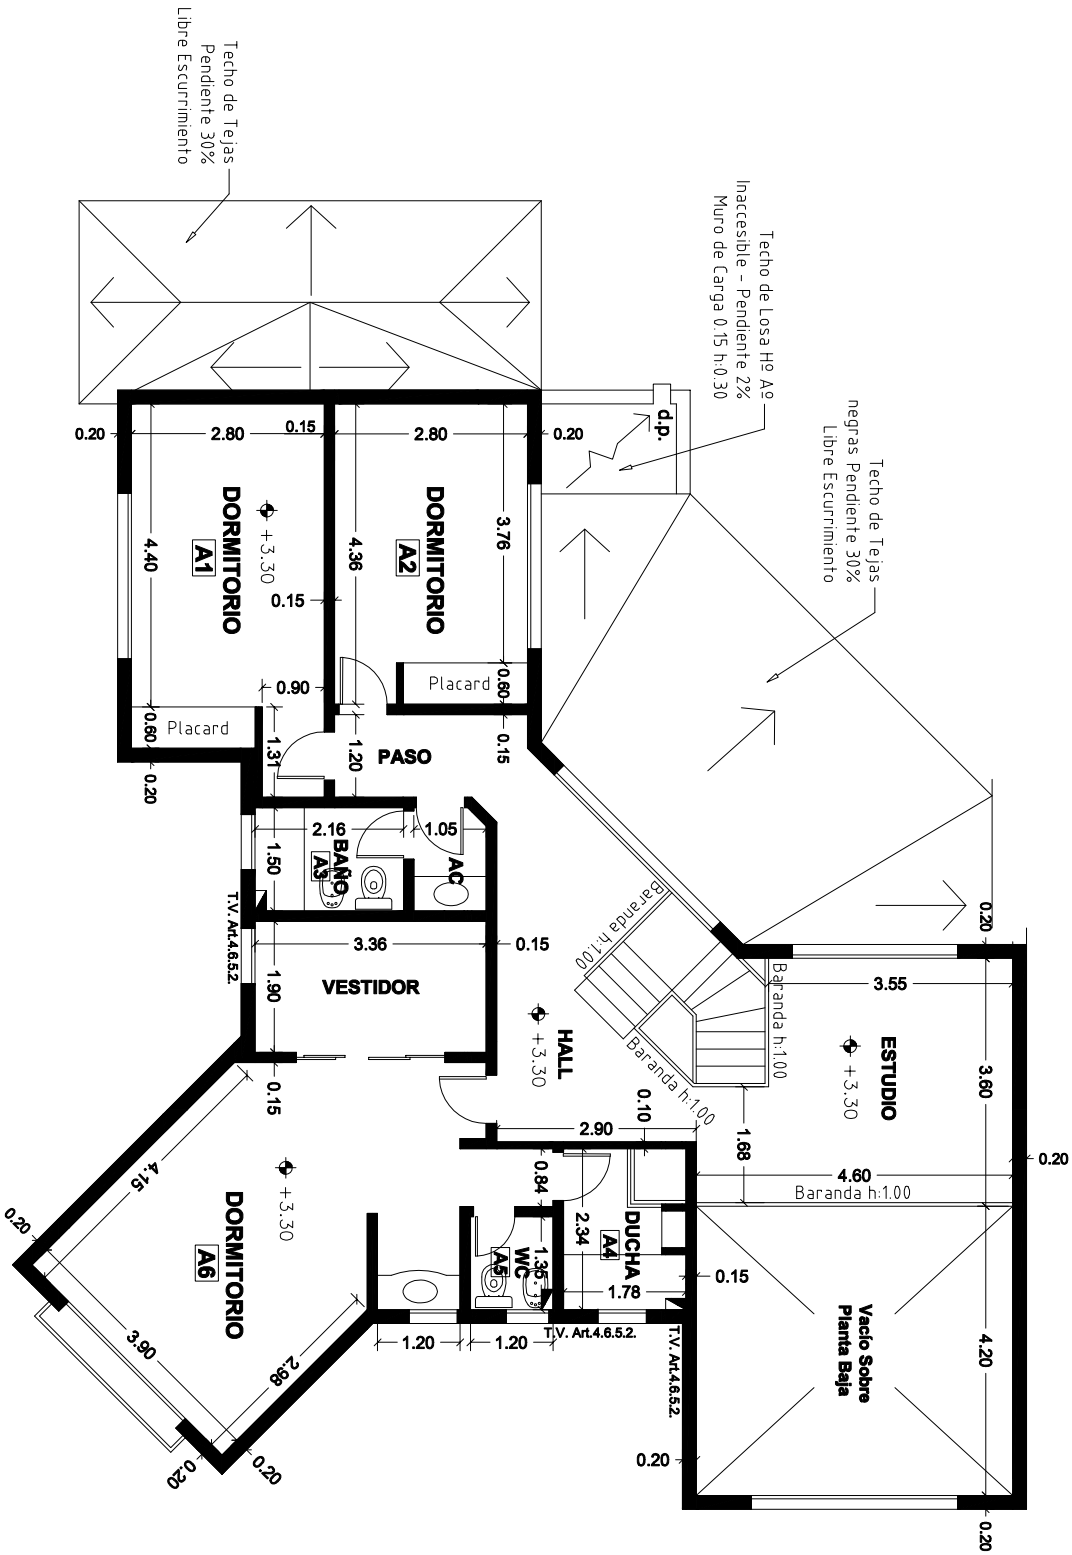 Techo de Tejas
Pendiente 30%
Libre Escurrimiento
Techo de Losa Hº Aº
Inaccesible - Pendiente 2%
Muro de Carga 0.15 h:0.30
Techo de Tejas
negras Pendiente 30%
Libre Escurrimiento
d.p.
0.20
2.80
0.15
2.80
0.20
DORMITORIO
A1
+3.30
4.40
0.60
Placard
0.15
0.90
1.31
0.20
DORMITORIO
A2
4.36
3.76
0.60
Placard
0.15
1.20
PASO
2.16
1.05
BAÑO
A3
1.50
AC
T.V. Art.4.6.5.2.
3.36
0.15
1.90
VESTIDOR
0.15
HALL
+3.30
Baranda h:1.00
Baranda h:1.00
Baranda h:1.00
0.20
3.55
3.60
ESTUDIO
+3.30
0.10
2.90
1.68
4.60
0.20
Baranda h:1.00
Vacío Sobre
Planta Baja
4.20
0.20
0.20
0.84
2.34
DUCHA
A4
1.78
0.15
WC
A5
1.35
T.V. Art.4.6.5.2.
T.V. Art.4.6.5.2.
1.20
1.20
DORMITORIO
A6
+3.30
4.15
0.20
3.90
2.98
0.20
0.20